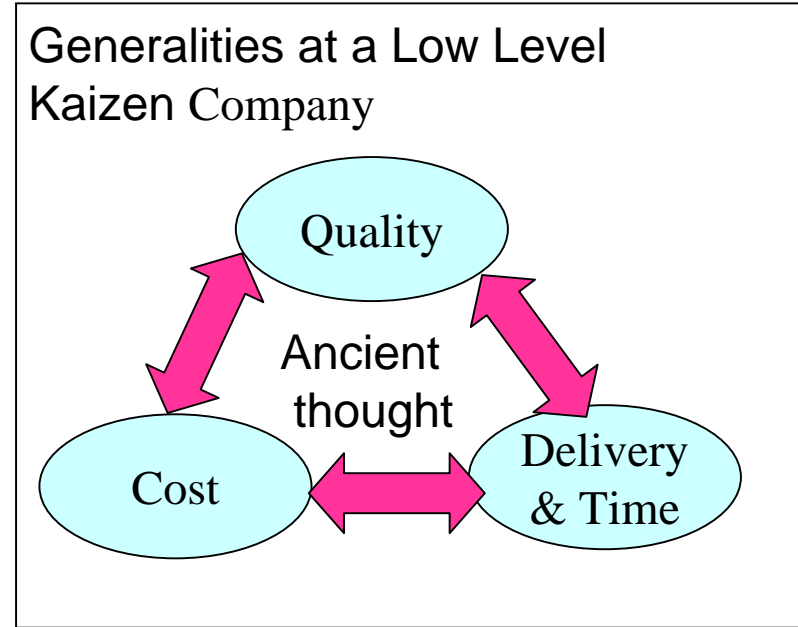 Generalities at a Low Level
Kaizen Company
Quality
Ancient
thought
Cost
Delivery
& Time